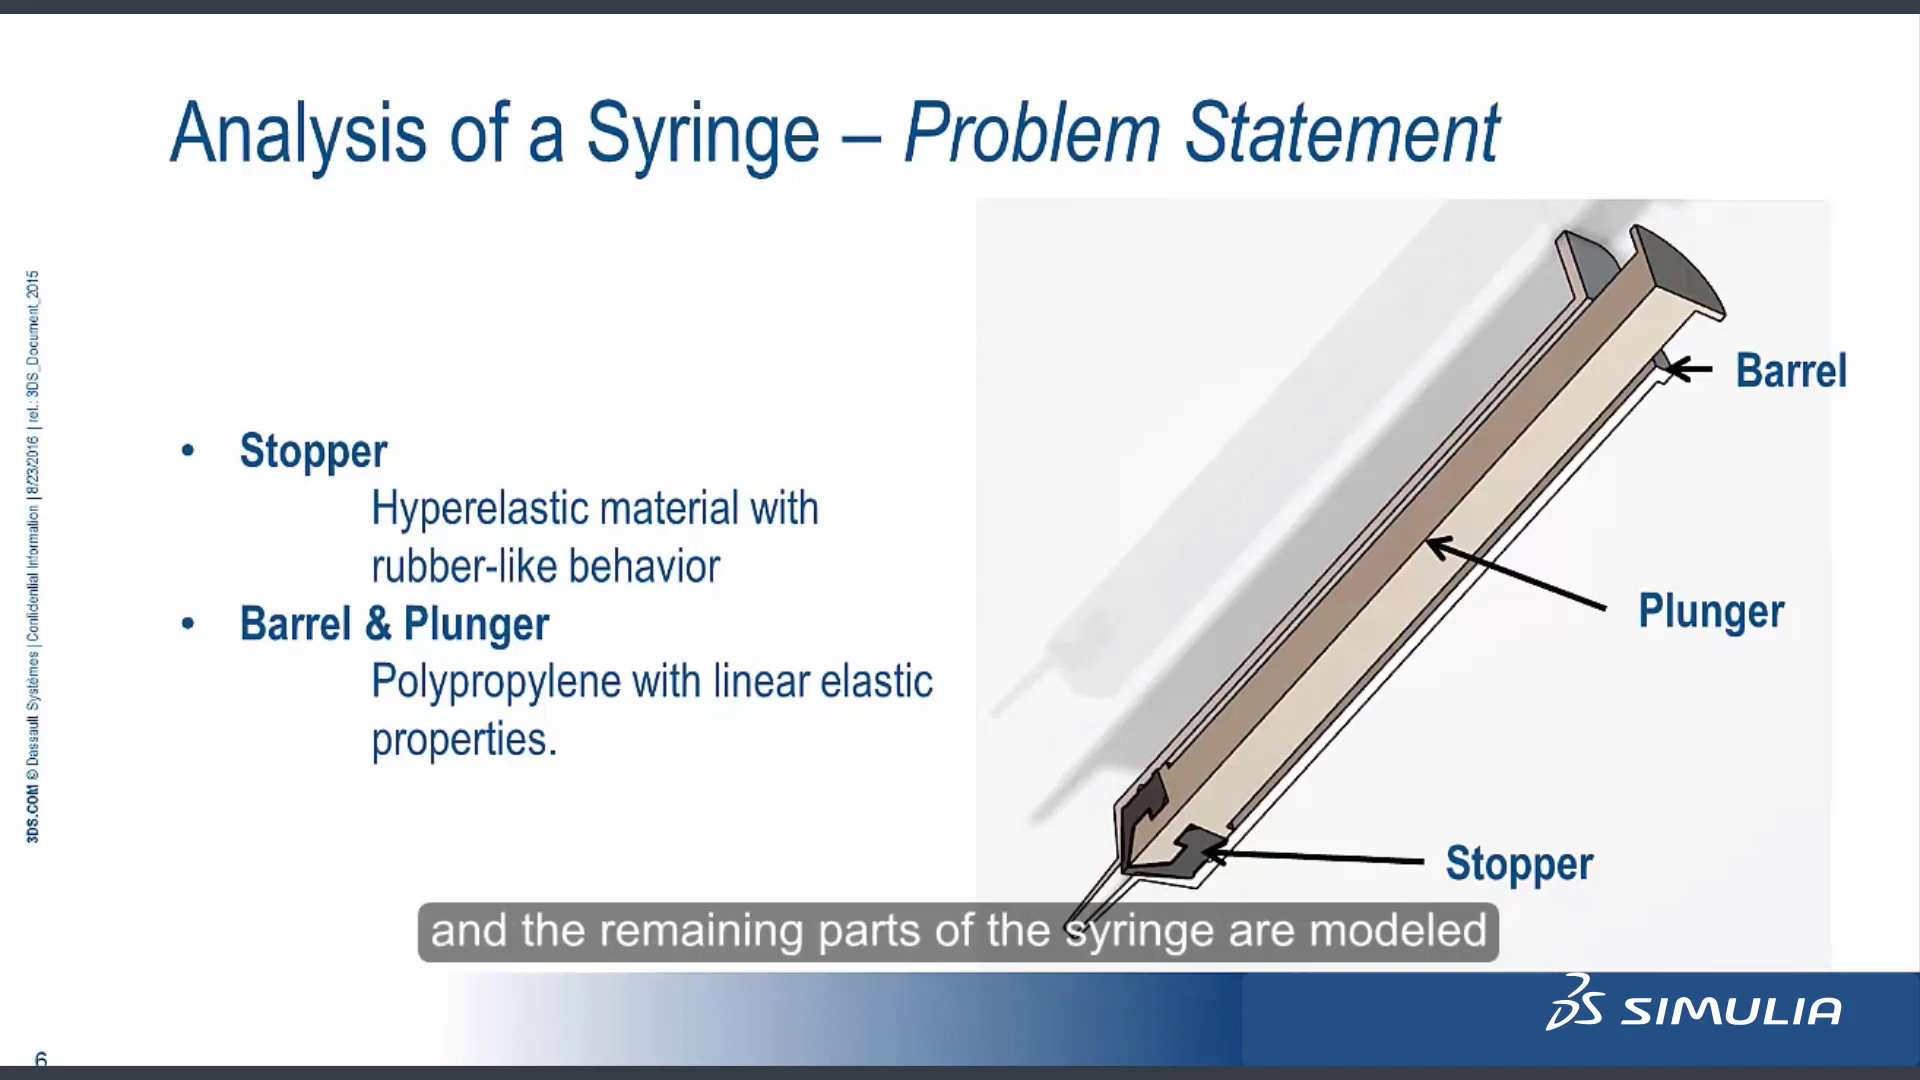 Analysis of a Syringe – Problem Statement
3DS.COM © Dassault Systèmes | Confidential Information | 8/23/2016 | ref.: 3DS_Document_2015
• Stopper
Hyperelastic material with
rubber-like behavior
• Barrel & Plunger
Polypropylene with linear elastic
properties.
Barrel
Plunger
Stopper
and the remaining parts of the syringe are modeled
3DS SIMULIA
6